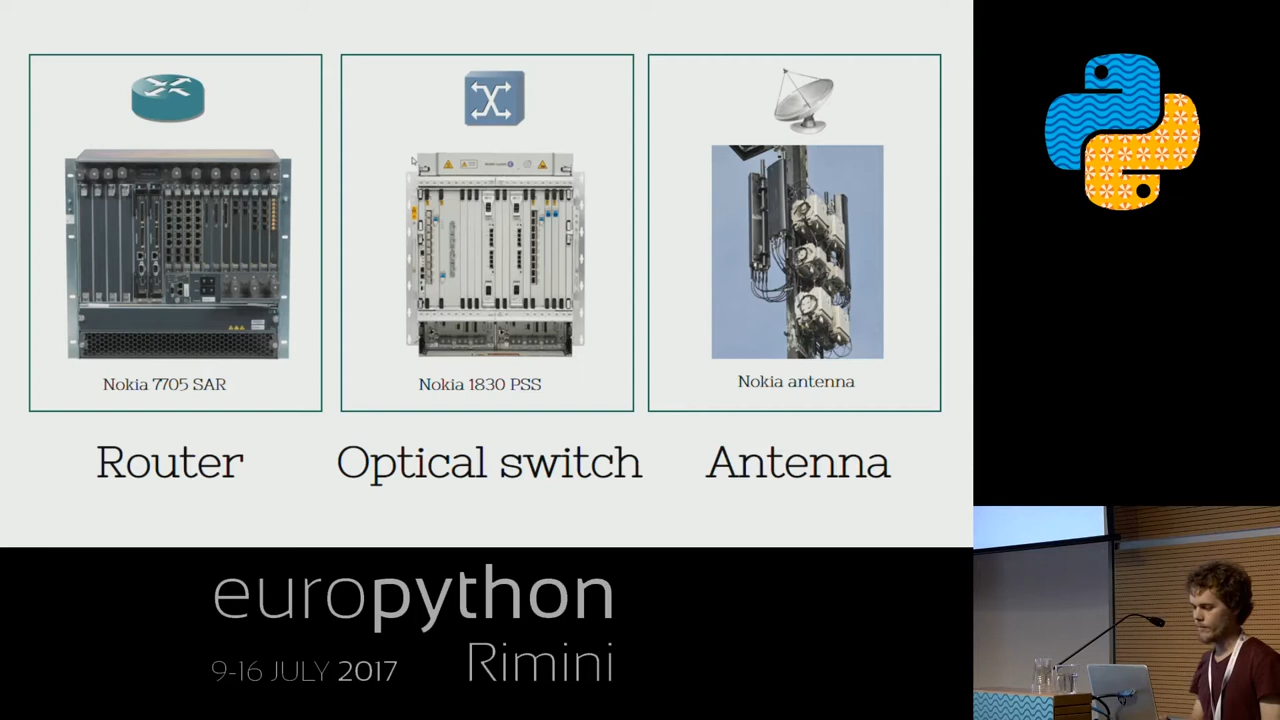 Nokia 7705 SAR
Nokia 1830 PSS
Nokia antenna
Router
Optical switch
Antenna
europython
Rimini
9-16 JULY 2017